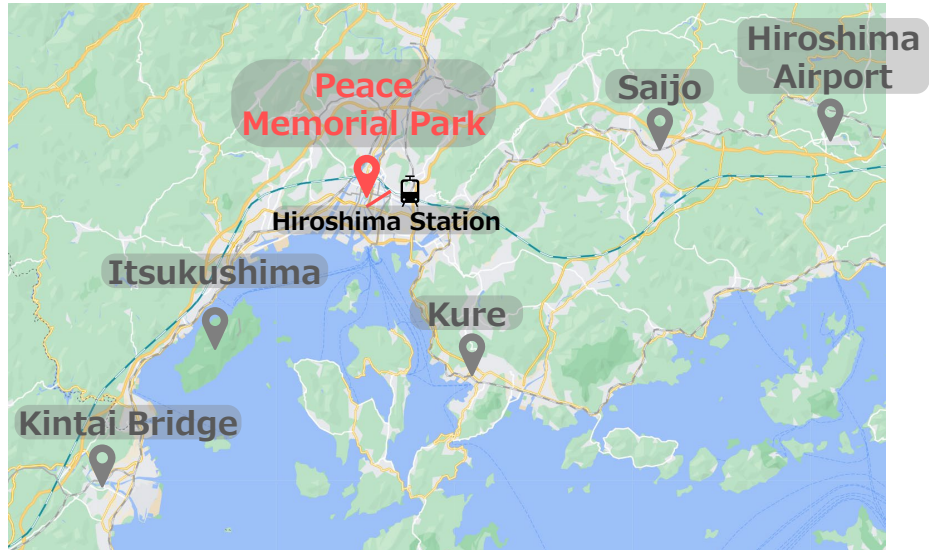 Hiroshima
Airport
Saijo
Peace
Memorial Park
Hiroshima Station
Itsukushima
Kure
Kintai Bridge